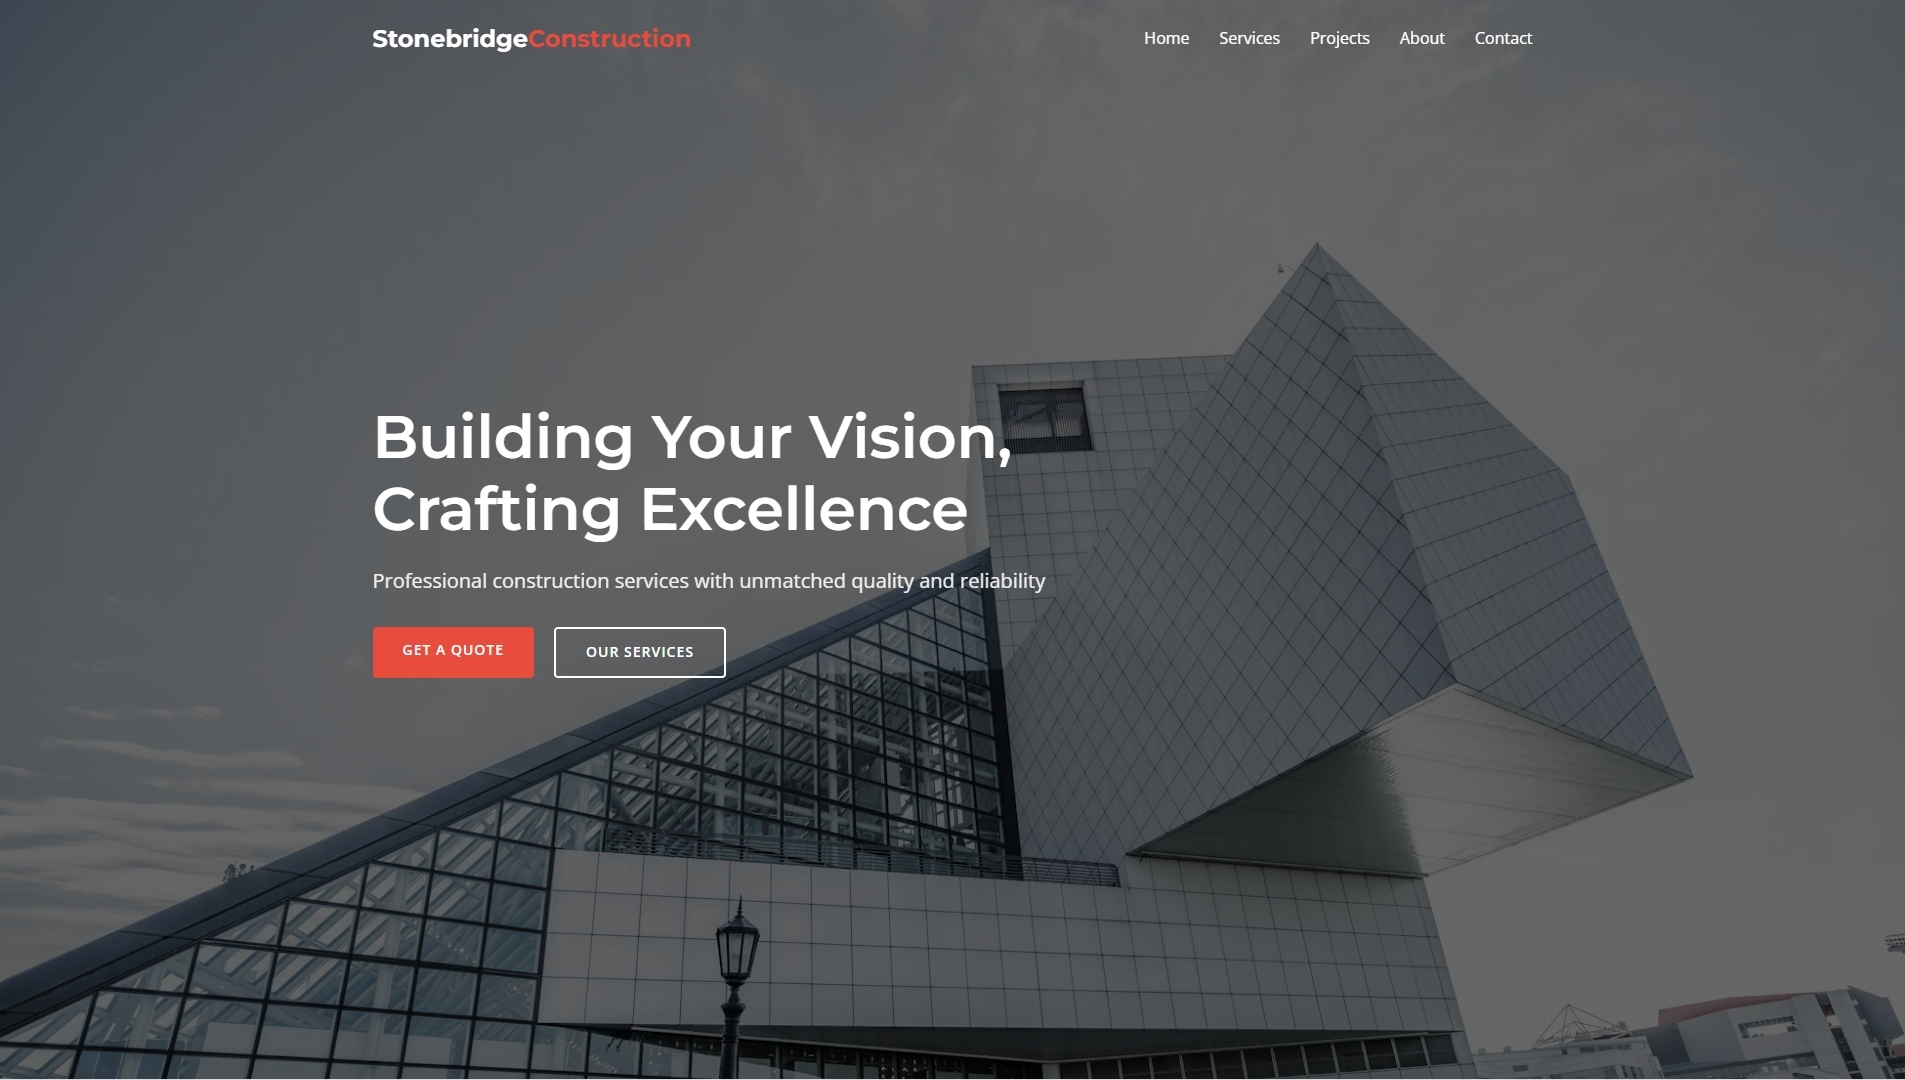 StonebridgeConstruction
Home Services Projects About Contact
Building Your Vision,
Crafting Excellence
Professional construction services with unmatched quality and reliability
GET A QUOTE OUR SERVICES